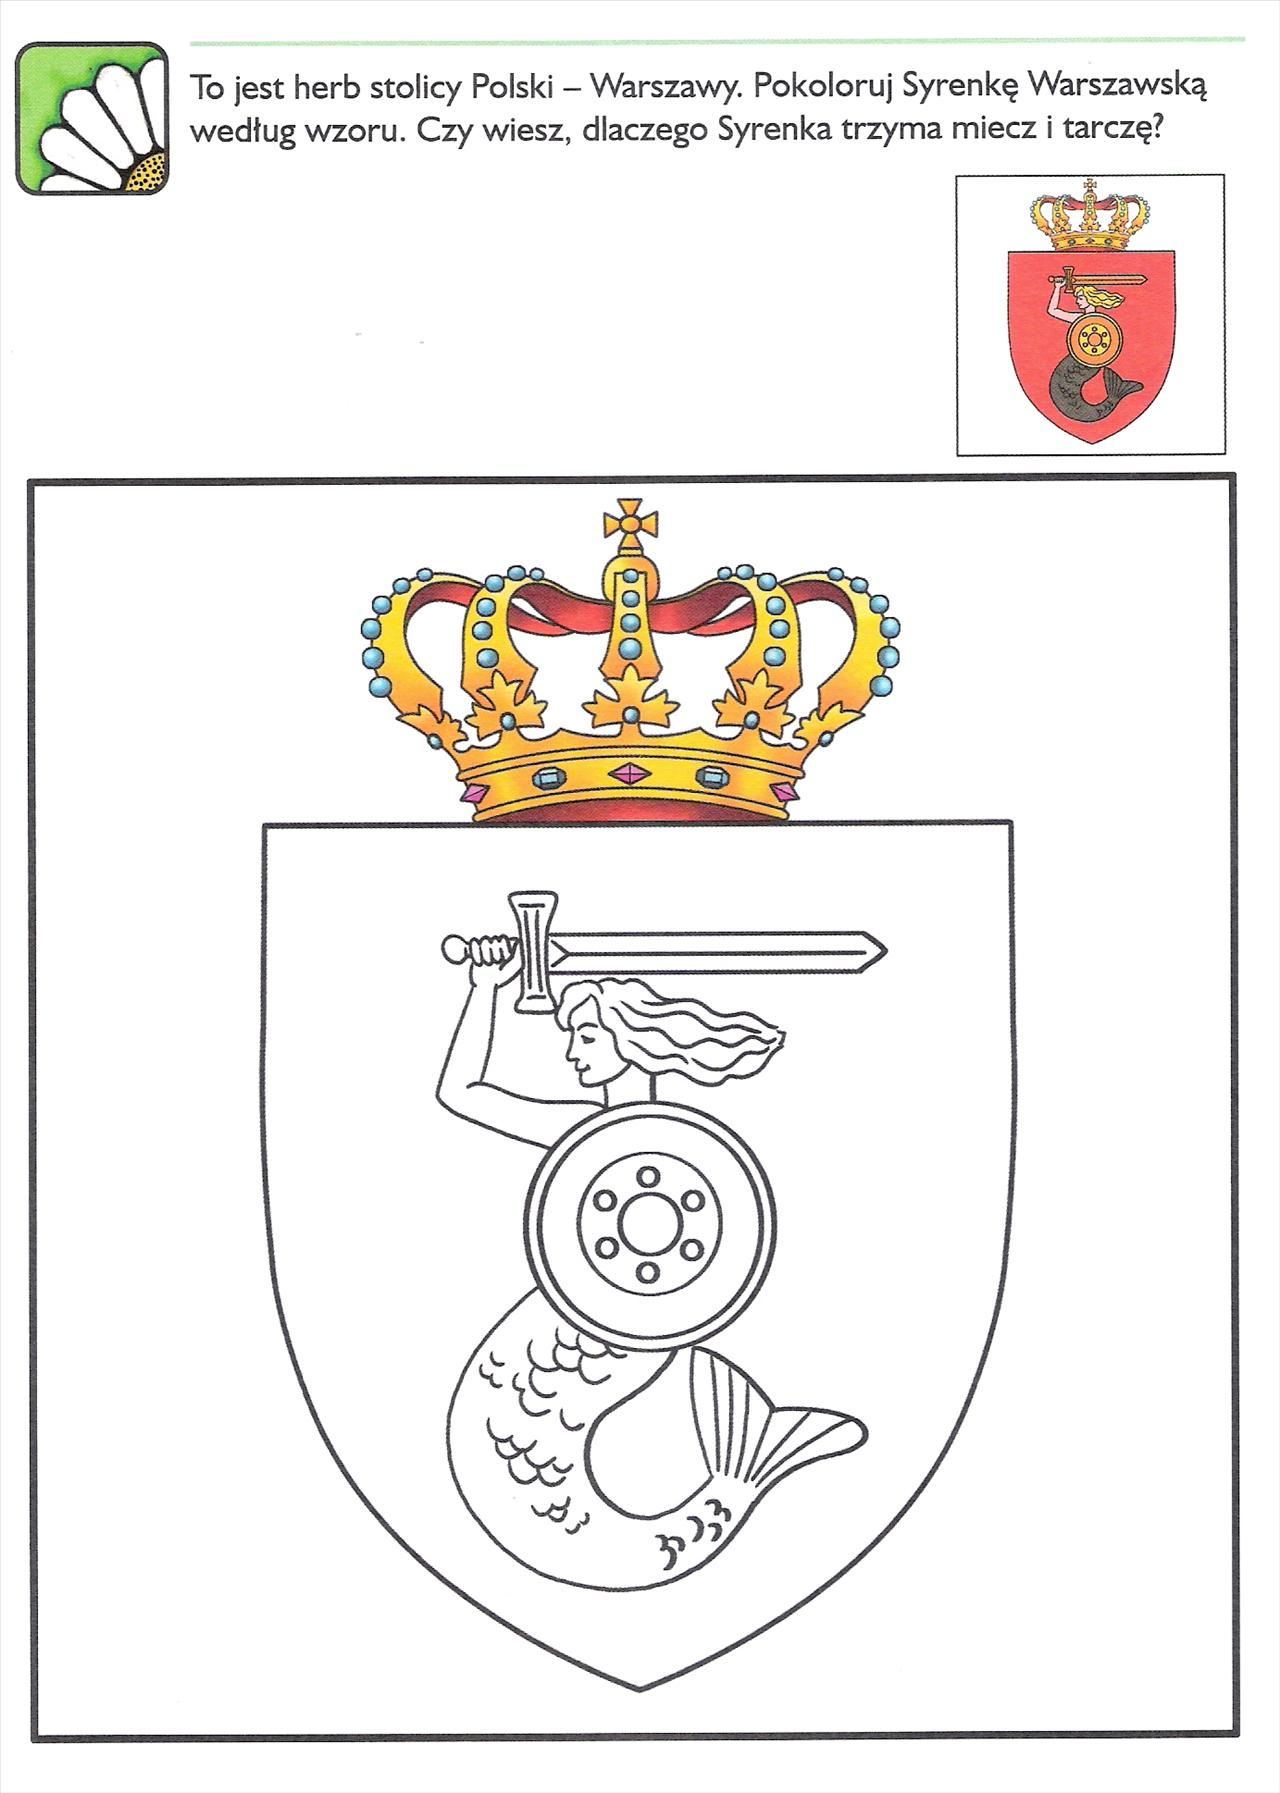 To jest herb stolicy Polski – Warszawy. Pokoloruj Syrenkę Warszawską
według wzoru. Czy wiesz, dlaczego Syrenka trzyma miecz i tarczę?